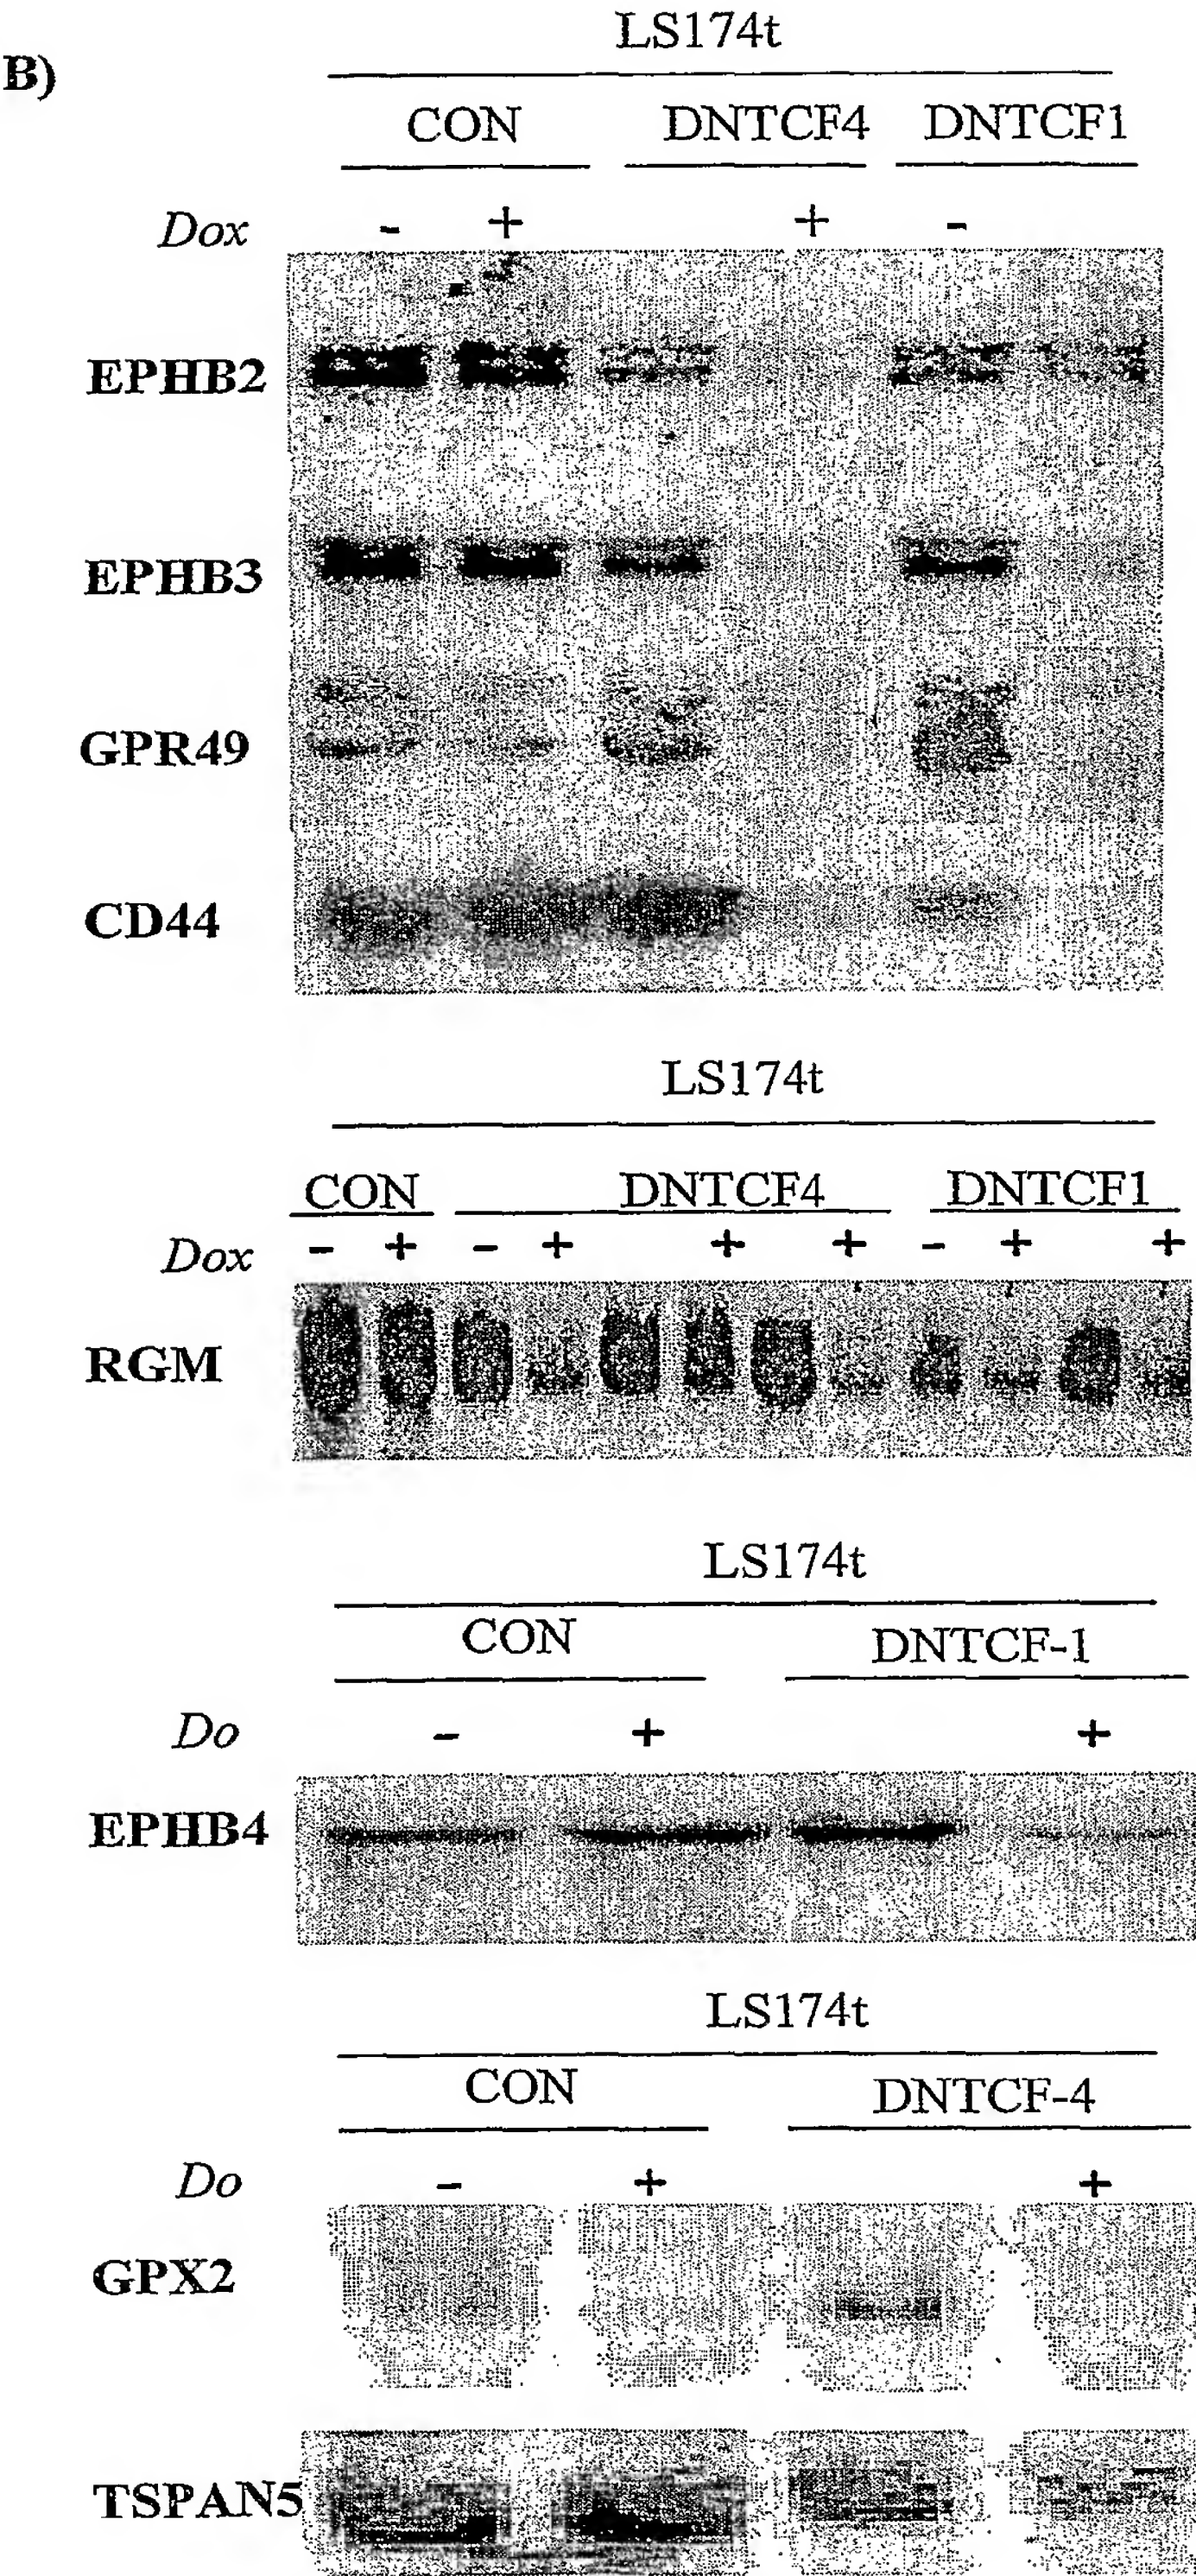 LS174t
B)
CON DNTCF4 DNTCF1
Dox - + + -
EPHB2
EPHB3
GPR49
CD44
LS174t
CON DNTCF4 DNTCF1
Dox - + - + + + - + +
RGM
LS174t
CON DNTCF-1
Do - + +
EPHB4
LS174t
CON DNTCF-4
Do - + +
GPX2
TSPAN5